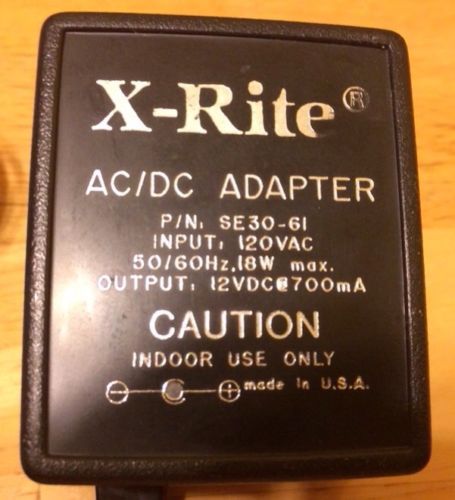 X-Rite®
AC/DC ADAPTER
P/N: SE30-61
INPUT: 120VAC
50/60Hz.18W max.
OUTPUT: 12VDC@700mA
CAUTION
INDOOR USE ONLY
made in U.S.A.